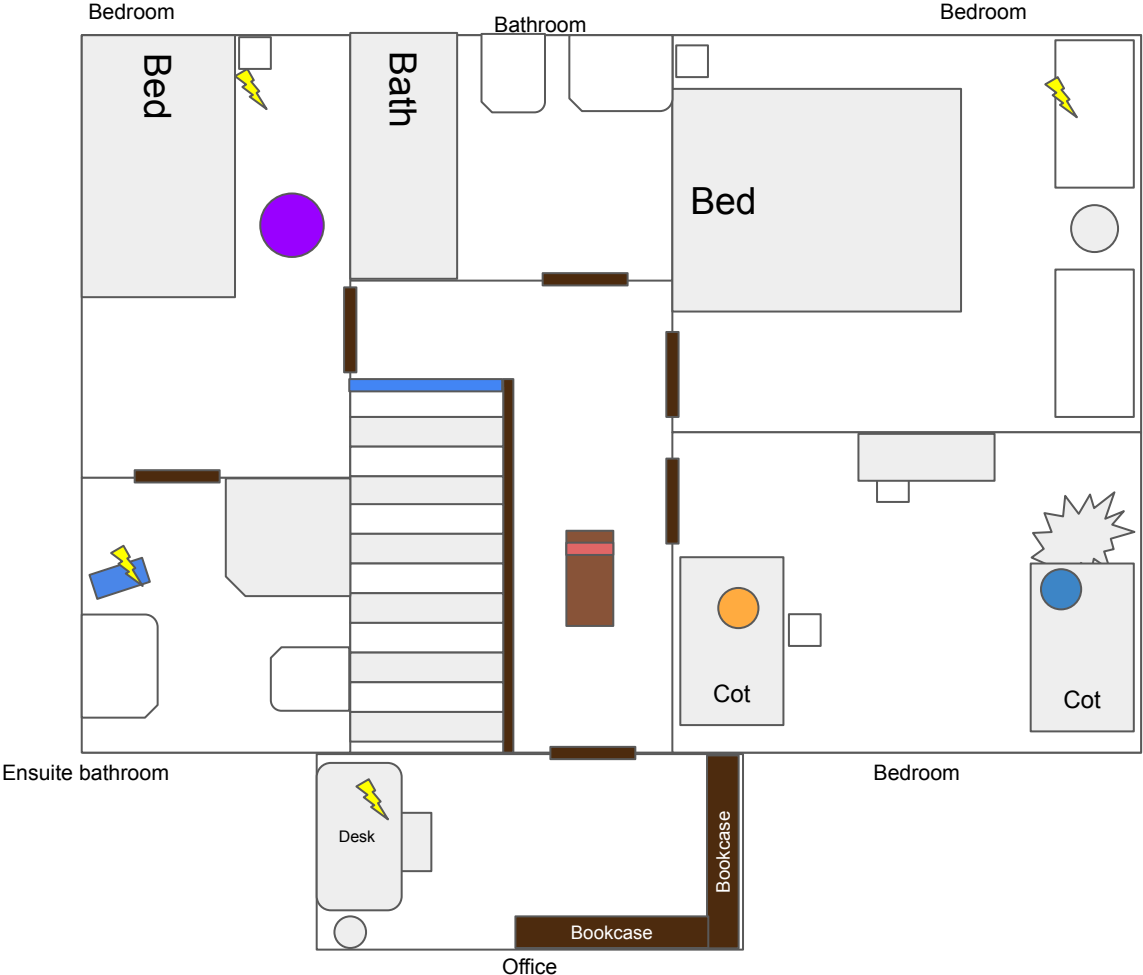 Bedroom
Bathroom
Bedroom
Bed
Bath
Bed
Cot
Cot
Ensuite bathroom
Bedroom
Desk
Bookcase
Bookcase
Office